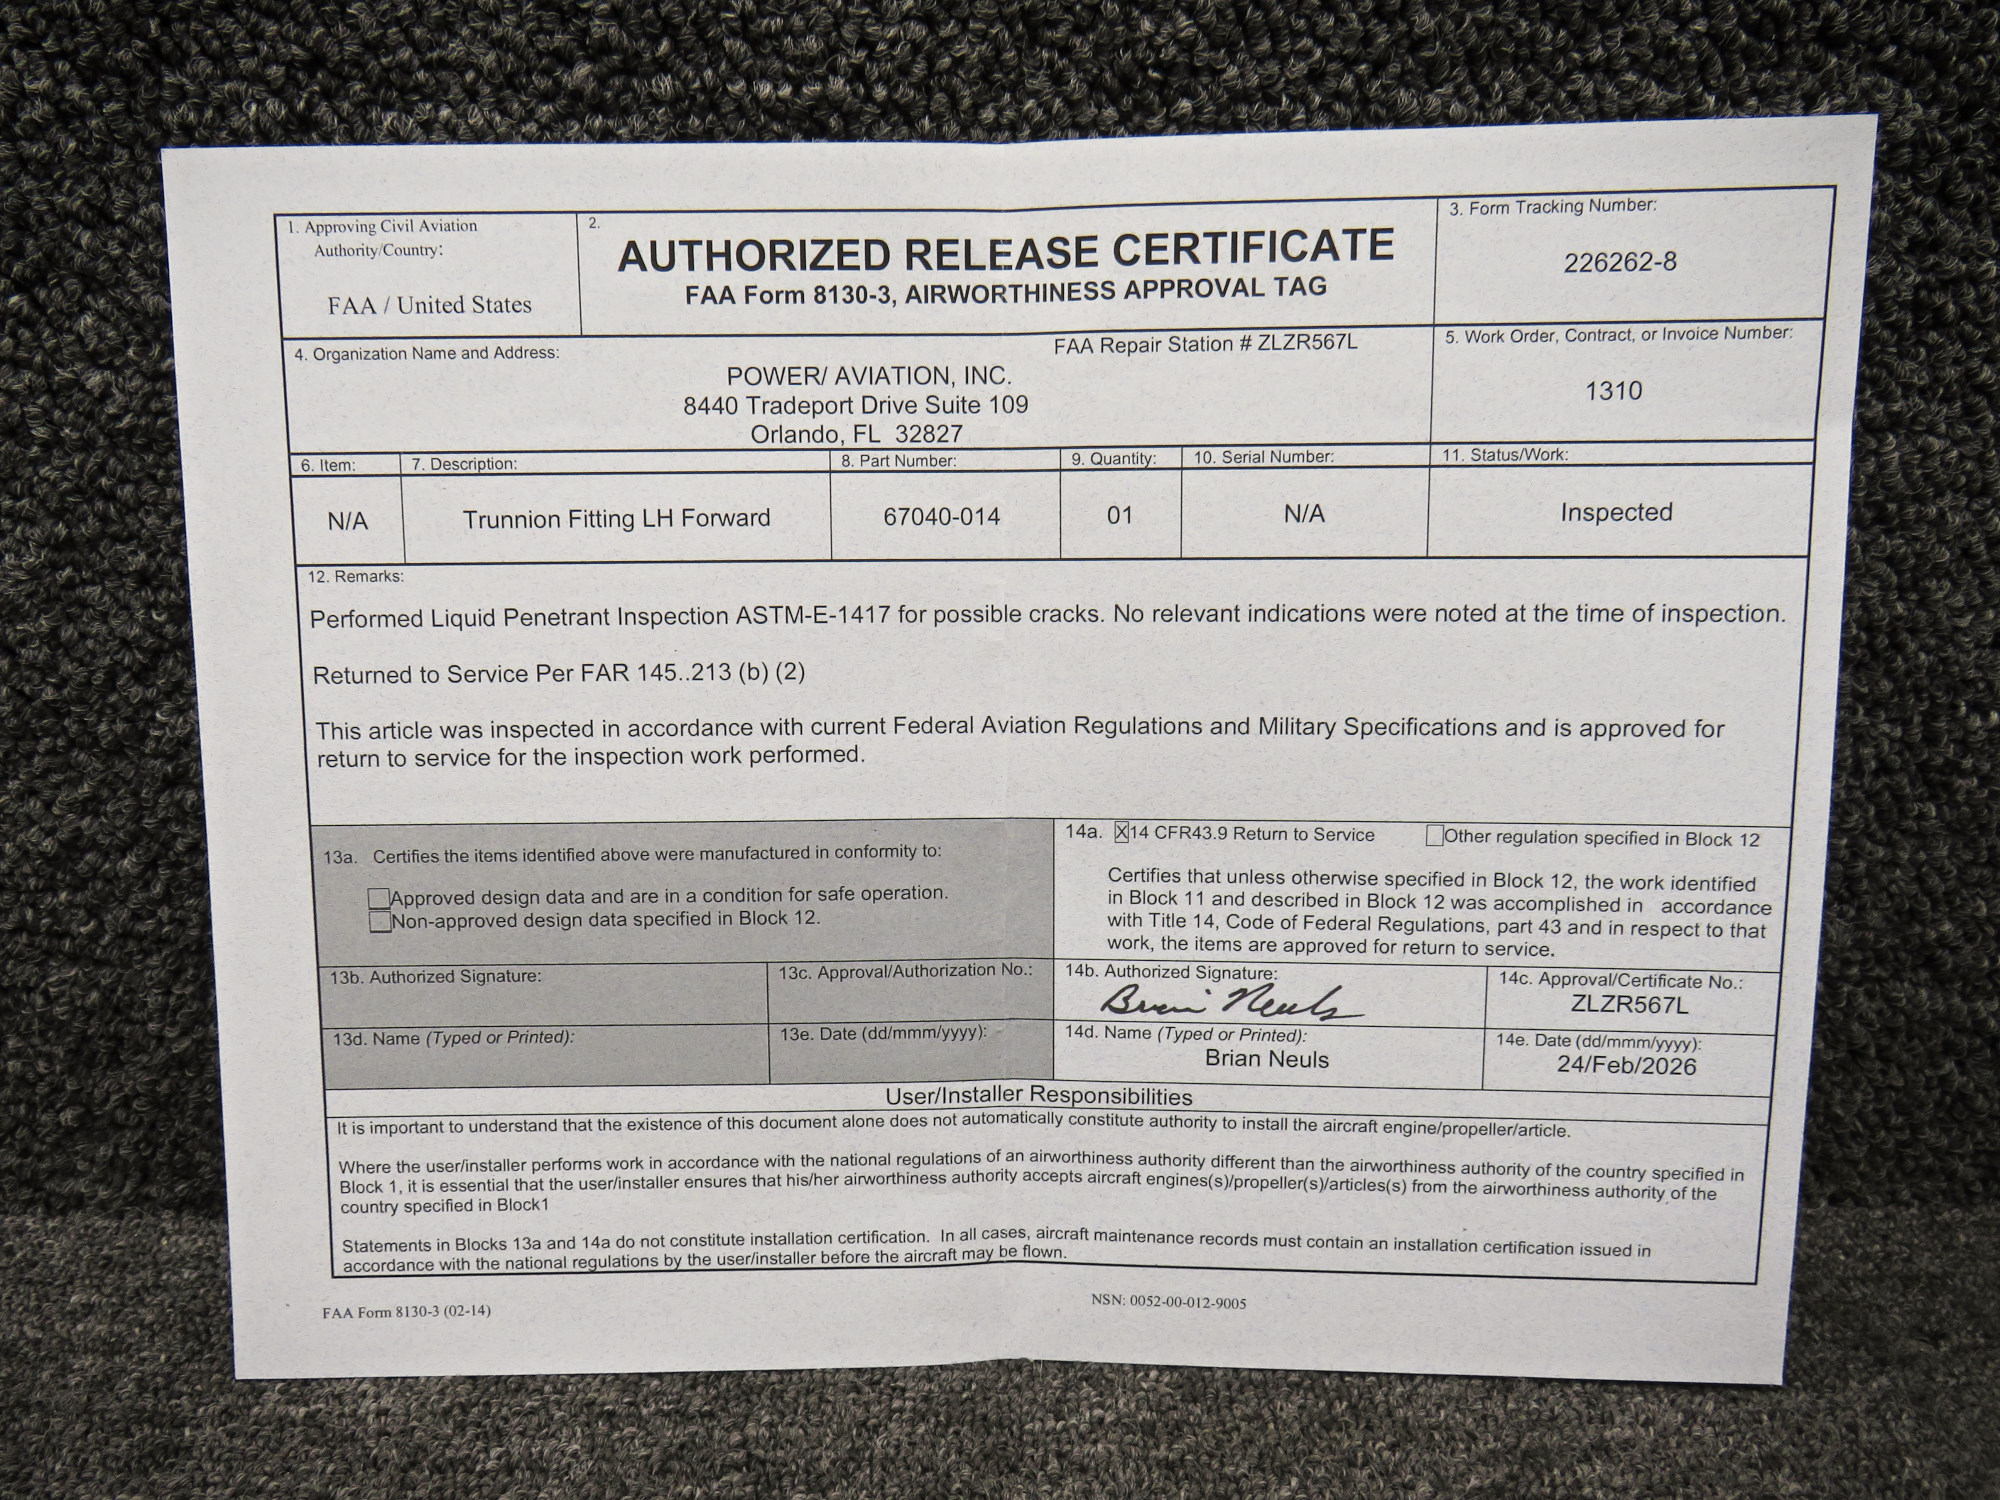 1. Approving Civil Aviation
Authority/Country:
FAA / United States
2.
AUTHORIZED RELEASE CERTIFICATE
FAA Form 8130-3, AIRWORTHINESS APPROVAL TAG
3. Form Tracking Number:
226262-8
4. Organization Name and Address:
FAA Repair Station # ZLZR567L
POWER/ AVIATION, INC.
8440 Tradeport Drive Suite 109
Orlando, FL 32827
5. Work Order, Contract, or Invoice Number:
1310
6. Item:
7. Description:
8. Part Number:
9. Quantity:
10. Serial Number:
11. Status/Work:
N/A
Trunnion Fitting LH Forward
67040-014
01
N/A
Inspected
12. Remarks:
Performed Liquid Penetrant Inspection ASTM-E-1417 for possible cracks. No relevant indications were noted at the time of inspection.
Returned to Service Per FAR 145..213 (b) (2)
This article was inspected in accordance with current Federal Aviation Regulations and Military Specifications and is approved for
return to service for the inspection work performed.
13a. Certifies the items identified above were manufactured in conformity to:
Approved design data and are in a condition for safe operation.
Non-approved design data specified in Block 12.
14a. X 14 CFR43.9 Return to Service
Other regulation specified in Block 12
Certifies that unless otherwise specified in Block 12, the work identified
in Block 11 and described in Block 12 was accomplished in accordance
with Title 14, Code of Federal Regulations, part 43 and in respect to that
work, the items are approved for return to service.
13b. Authorized Signature:
13c. Approval/Authorization No.:
14b. Authorized Signature:
Brian Neuls
14c. Approval/Certificate No.:
ZLZR567L
13d. Name (Typed or Printed):
13e. Date (dd/mmm/yyyy):
14d. Name (Typed or Printed):
Brian Neuls
14e. Date (dd/mmm/yyyy):
24/Feb/2026
User/Installer Responsibilities
It is important to understand that the existence of this document alone does not automatically constitute authority to install the aircraft engine/propeller/article.
Where the user/installer performs work in accordance with the national regulations of an airworthiness authority different than the airworthiness authority of the country specified in
Block 1, it is essential that the user/installer ensures that his/her airworthiness authority accepts aircraft engines(s)/propeller(s)/articles(s) from the airworthiness authority of the
country specified in Block1
Statements in Blocks 13a and 14a do not constitute installation certification. In all cases, aircraft maintenance records must contain an installation certification issued in
accordance with the national regulations by the user/installer before the aircraft may be flown.
FAA Form 8130-3 (02-14)
NSN: 0052-00-012-9005